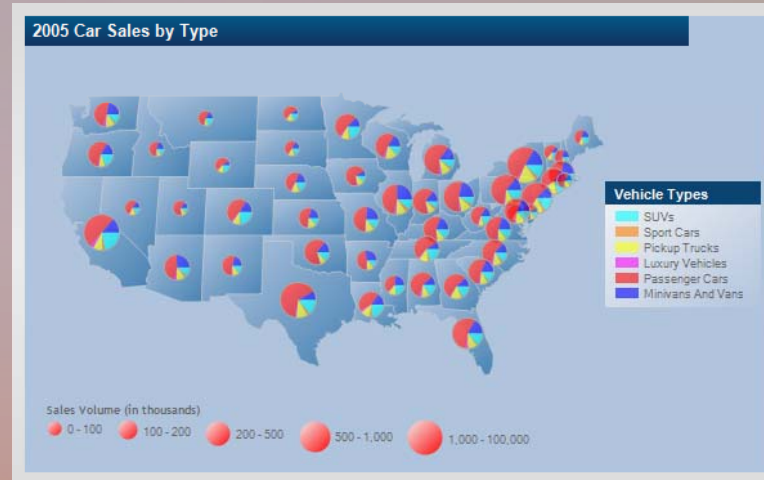 2005 Car Sales by Type
Vehicle Types
SUVs
Sport Cars
Pickup Trucks
Luxury Vehicles
Passenger Cars
Minivans And Vans
Sales Volume (in thousands)
0 - 100
100 - 200
200 - 500
500 - 1,000
1,000 - 100,000